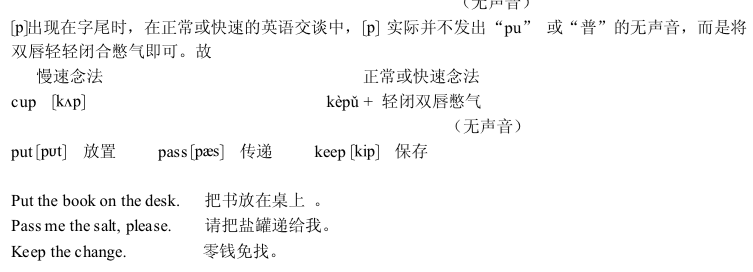 （无声音）
[p]出现在字尾时，在正常或快速的英语交谈中，[p] 实际并不发出“pu” 或“普”的无声音，而是将
双唇轻轻闭合憋气即可。故
慢速念法 正常或快速念法
cup [kʌp] kèpǔ + 轻闭双唇憋气
（无声音）
put [pʊt] 放置 pass [pæs] 传递 keep [kip] 保存
Put the book on the desk. 把书放在桌上 。
Pass me the salt, please. 请把盐罐递给我。
Keep the change. 零钱免找。